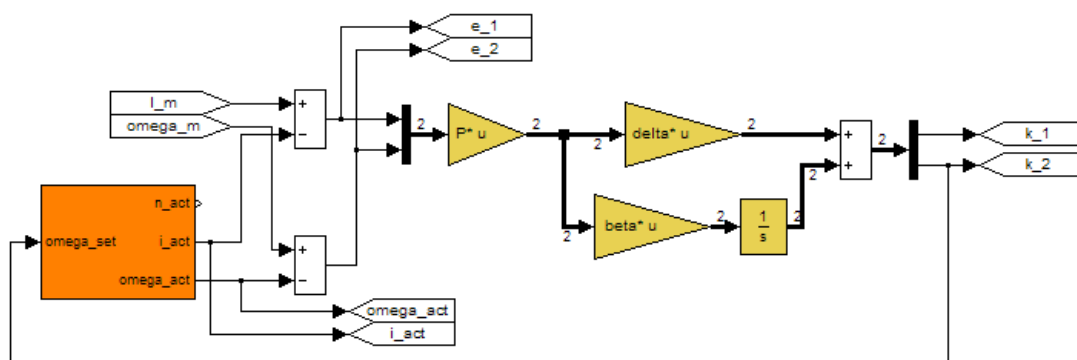 e_1
e_2
I_m
omega_m
+
−
2
P* u
2
2
delta* u
2
+
+
2
k_1
k_2
n_act
omega_set
i_act
omega_act
+
−
2
beta* u
2
1
s
2
2
omega_act
i_act